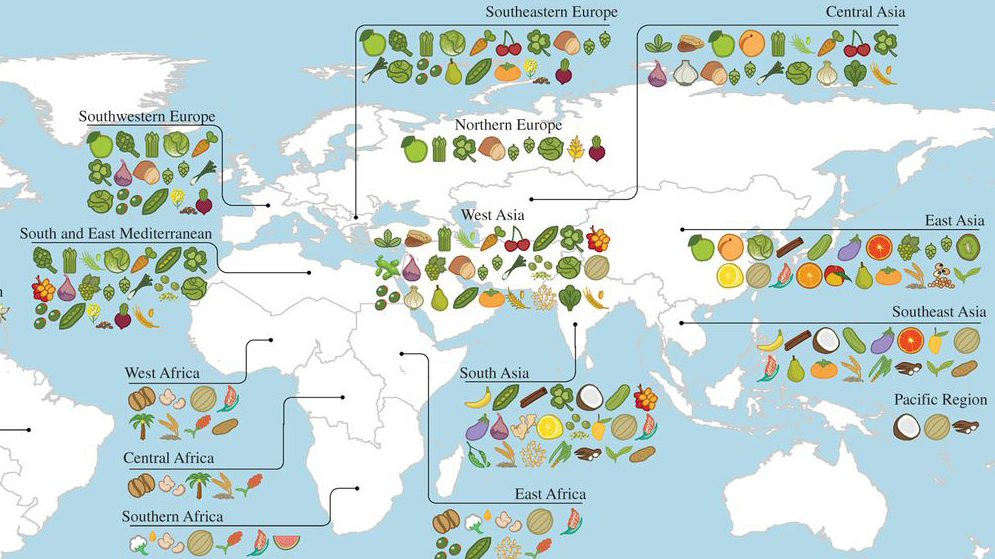 Southeastern Europe
Central Asia
Southwestern Europe
Northern Europe
West Asia
East Asia
South and East Mediterranean
Southeast Asia
West Africa
South Asia
Pacific Region
Central Africa
East Africa
Southern Africa